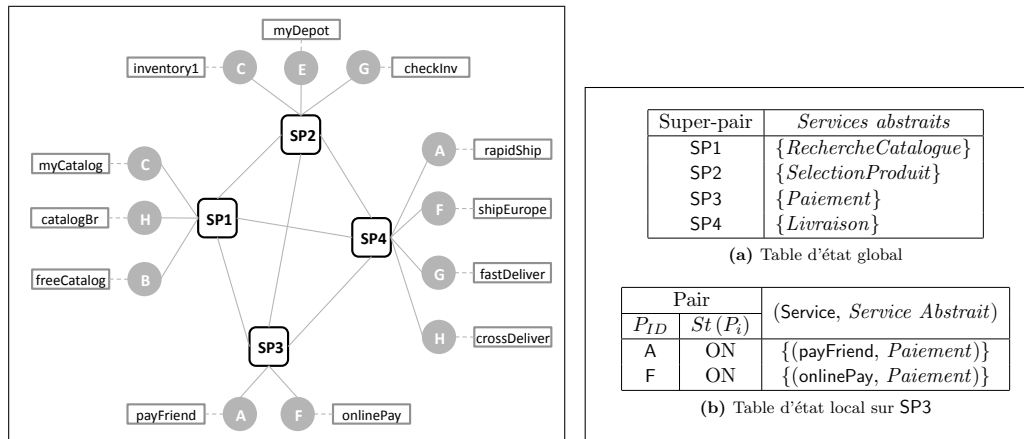 myDepot
inventory1 C E G checkInv
SP2
myCatalog C A rapidShip
catalogBr H SP1 F shipEurope
SP4
freeCatalog B G fastDeliver
SP3 H crossDeliver
payFriend A F onlinePay
Super-pair Services abstraits
SP1 {RechercheCatalogue}
SP2 {SelectionProduit}
SP3 {Paiement}
SP4 {Livraison}
(a) Table d'état global
Pair (Service, Service Abstrait)
P_ID St (P_i)
A ON {(payFriend, Paiement)}
F ON {(onlinePay, Paiement)}
(b) Table d'état local sur SP3